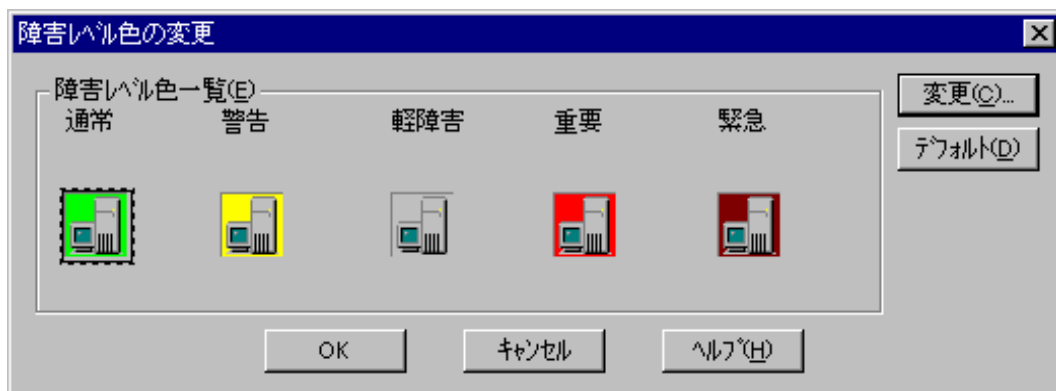 障害ﾚﾍﾞﾙ色の変更
障害ﾚﾍﾞﾙ色一覧(E)
通常 警告 軽障害 重要 緊急
変更(C)...
ﾃﾞﾌｫﾙﾄ(D)
OK ｷｬﾝｾﾙ ﾍﾙﾌﾟ(H)